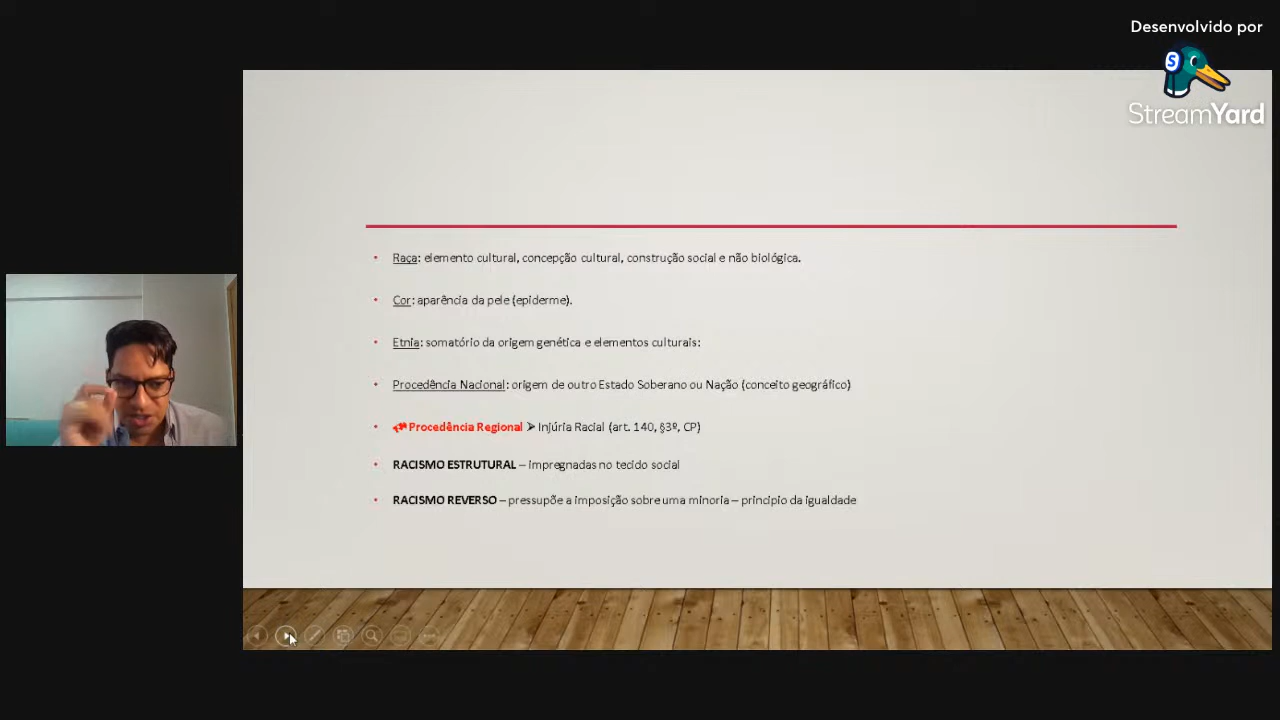 Desenvolvido por
StreamYard
Raça: elemento cultural, concepção cultural, construção social e não biológica.
Cor: aparência da pele (epiderme).
Etnia: somatório da origem genética e elementos culturais:
Procedência Nacional: origem de outro Estado Soberano ou Nação (conceito geográfico)
Procedência Regional ➢ Injúria Racial (art. 140, §3º, CP)
RACISMO ESTRUTURAL – impregnadas no tecido social
RACISMO REVERSO – pressupõe a imposição sobre uma minoria – principio da igualdade